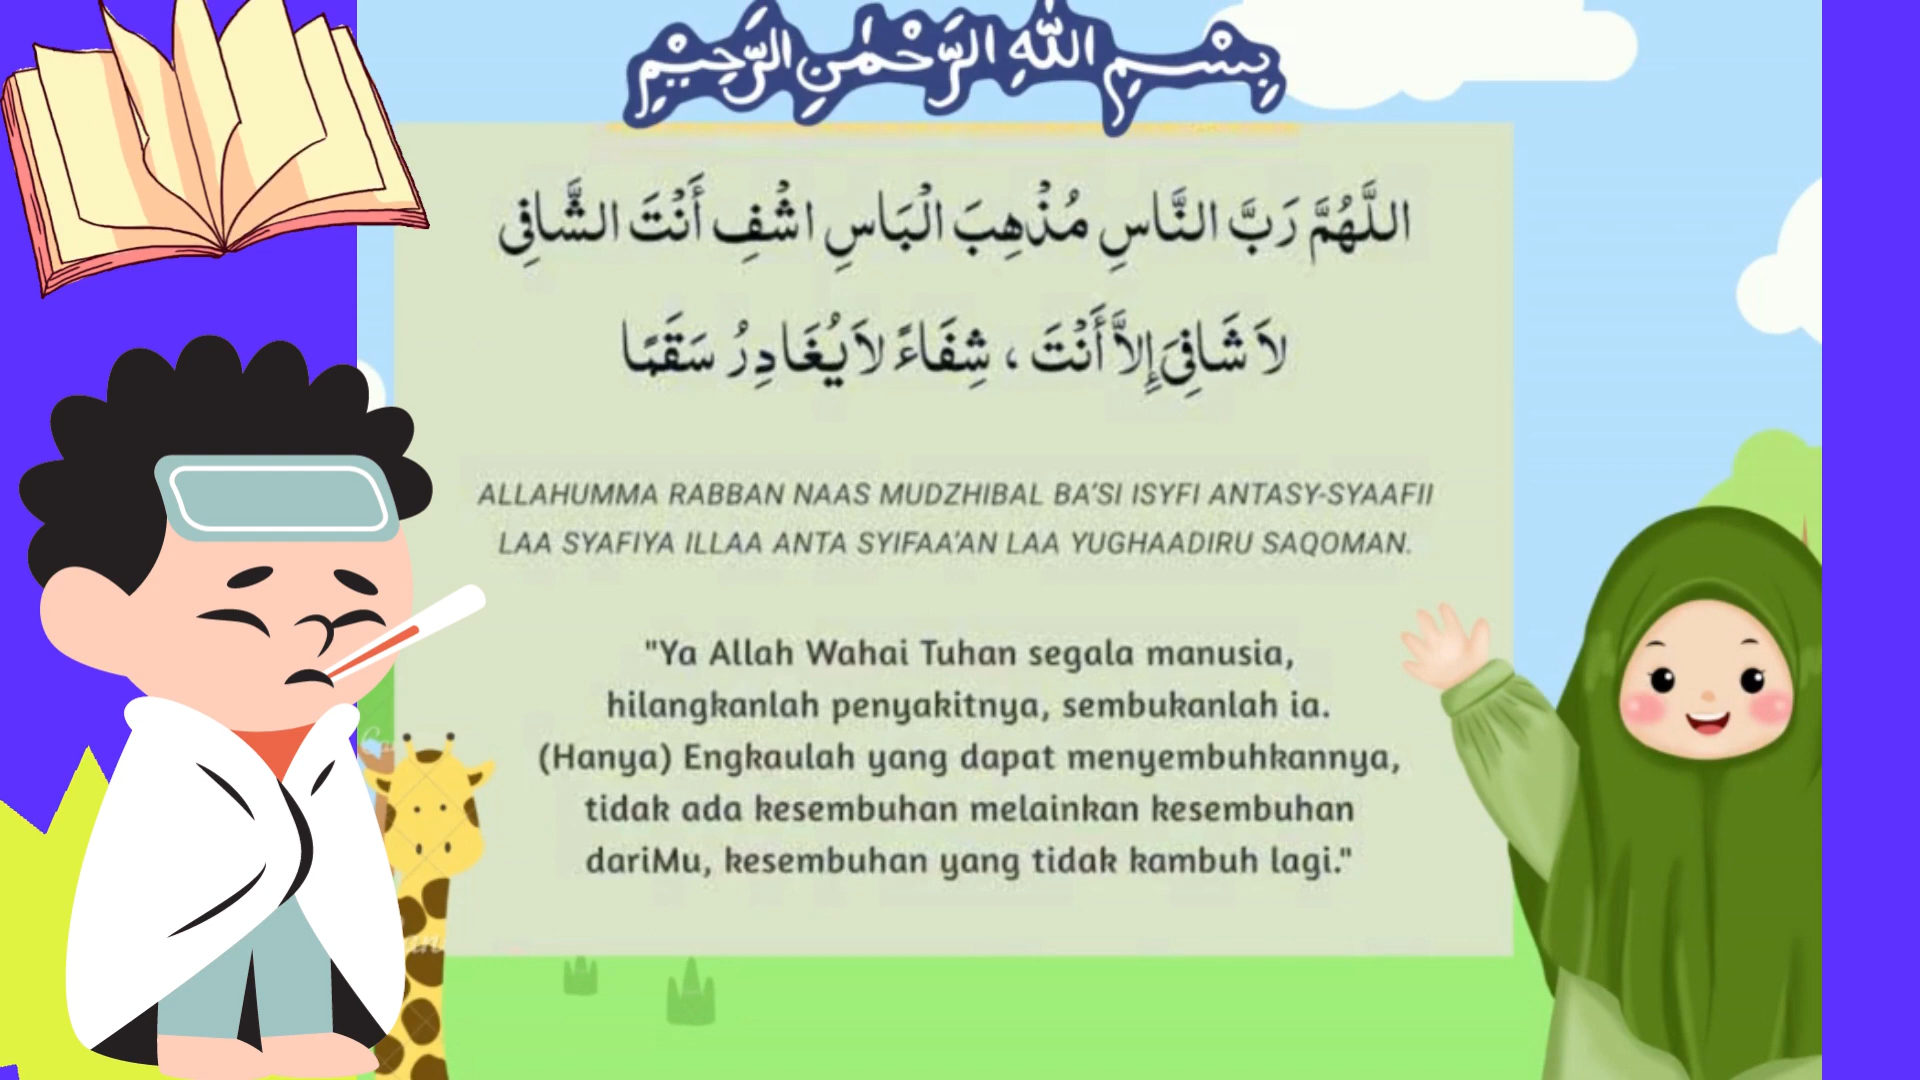 بِسْمِ اللَّهِ الرَّحْمَٰنِ الرَّحِيْمِ
اللَّهُمَّ رَبَّ النَّاسِ مُذْهِبَ الْبَاسِ اشْفِ أَنْتَ الشَّافِى
لاَ شَافِىَ إِلاَّ أَنْتَ ، شِفَاءً لاَ يُغَادِرُ سَقَمًا
ALLAHUMMA RABBAN NAAS MUDZHIBAL BA'SI ISYFI ANTASY-SYAAFII
LAA SYAFIYA ILLAA ANTA SYIFAA'AN LAA YUGHAADIRU SAQOMAN.
"Ya Allah Wahai Tuhan segala manusia,
hilangkanlah penyakitnya, sembukanlah ia.
(Hanya) Engkaulah yang dapat menyembuhkannya,
tidak ada kesembuhan melainkan kesembuhan
dariMu, kesembuhan yang tidak kambuh lagi."